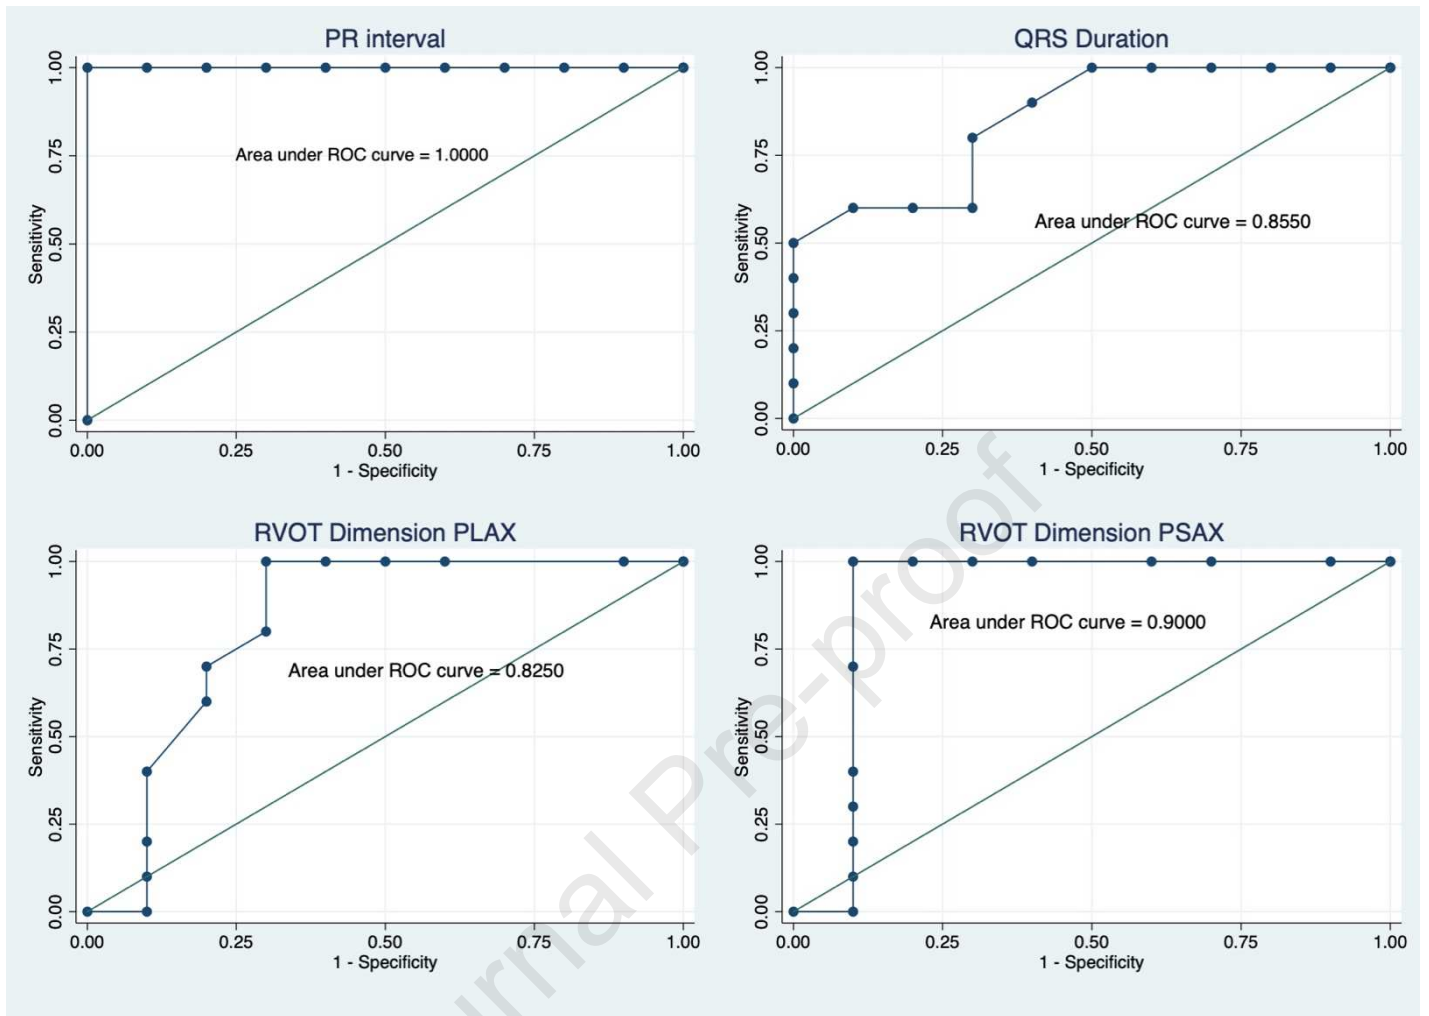 PR interval
1.00
0.75
0.50
0.25
0.00
Sensitivity
Area under ROC curve = 1.0000
0.00 0.25 0.50 0.75 1.00
1 - Specificity
QRS Duration
1.00
0.75
0.50
0.25
0.00
Sensitivity
Area under ROC curve = 0.8550
0.00 0.25 0.50 0.75 1.00
1 - Specificity
RVOT Dimension PLAX
1.00
0.75
0.50
0.25
0.00
Sensitivity
Area under ROC curve = 0.8250
0.00 0.25 0.50 0.75 1.00
1 - Specificity
RVOT Dimension PSAX
1.00
0.75
0.50
0.25
0.00
Sensitivity
Area under ROC curve = 0.9000
0.00 0.25 0.50 0.75 1.00
1 - Specificity
urnal Pre-proof